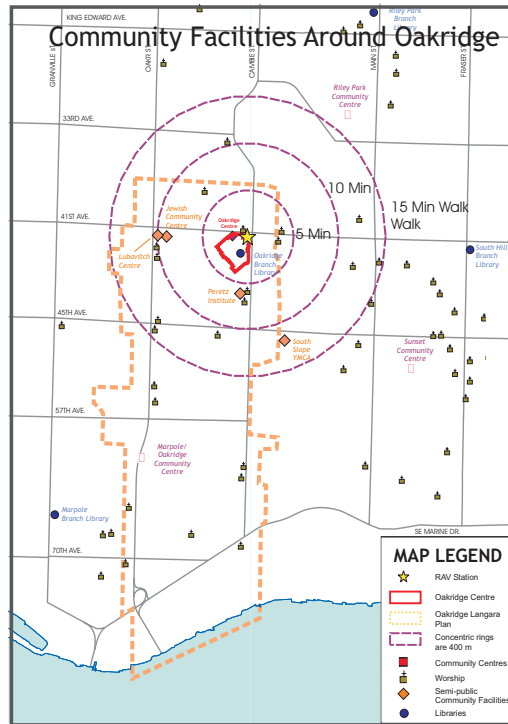 KING EDWARD AVE.
Riley Park
Branch
Library
Community Facilities Around Oakridge
GRANVILLE ST.
OAK ST.
CAMBIE ST.
MAIN ST.
FRASER ST.
Riley Park
Community
Centre
33RD AVE.
10 Min
15 Min Walk
Walk
5 Min
Jewish
Community
Centre
41ST AVE.
Oakridge
Centre
Lubavitch
Centre
Oakridge
Branch
Library
South Hill
Branch
Library
Peretz
Institute
45TH AVE.
South
Slope
YMCA
Sunset
Community
Centre
57TH AVE.
Marpole/
Oakridge
Community
Centre
Marpole
Branch Library
SE MARINE DR.
70TH AVE.
MAP LEGEND
RAV Station
Oakridge Centre
Oakridge Langara
Plan
Concentric rings
are 400 m
Community Centres
Worship
Semi-public
Community Facilities
Libraries